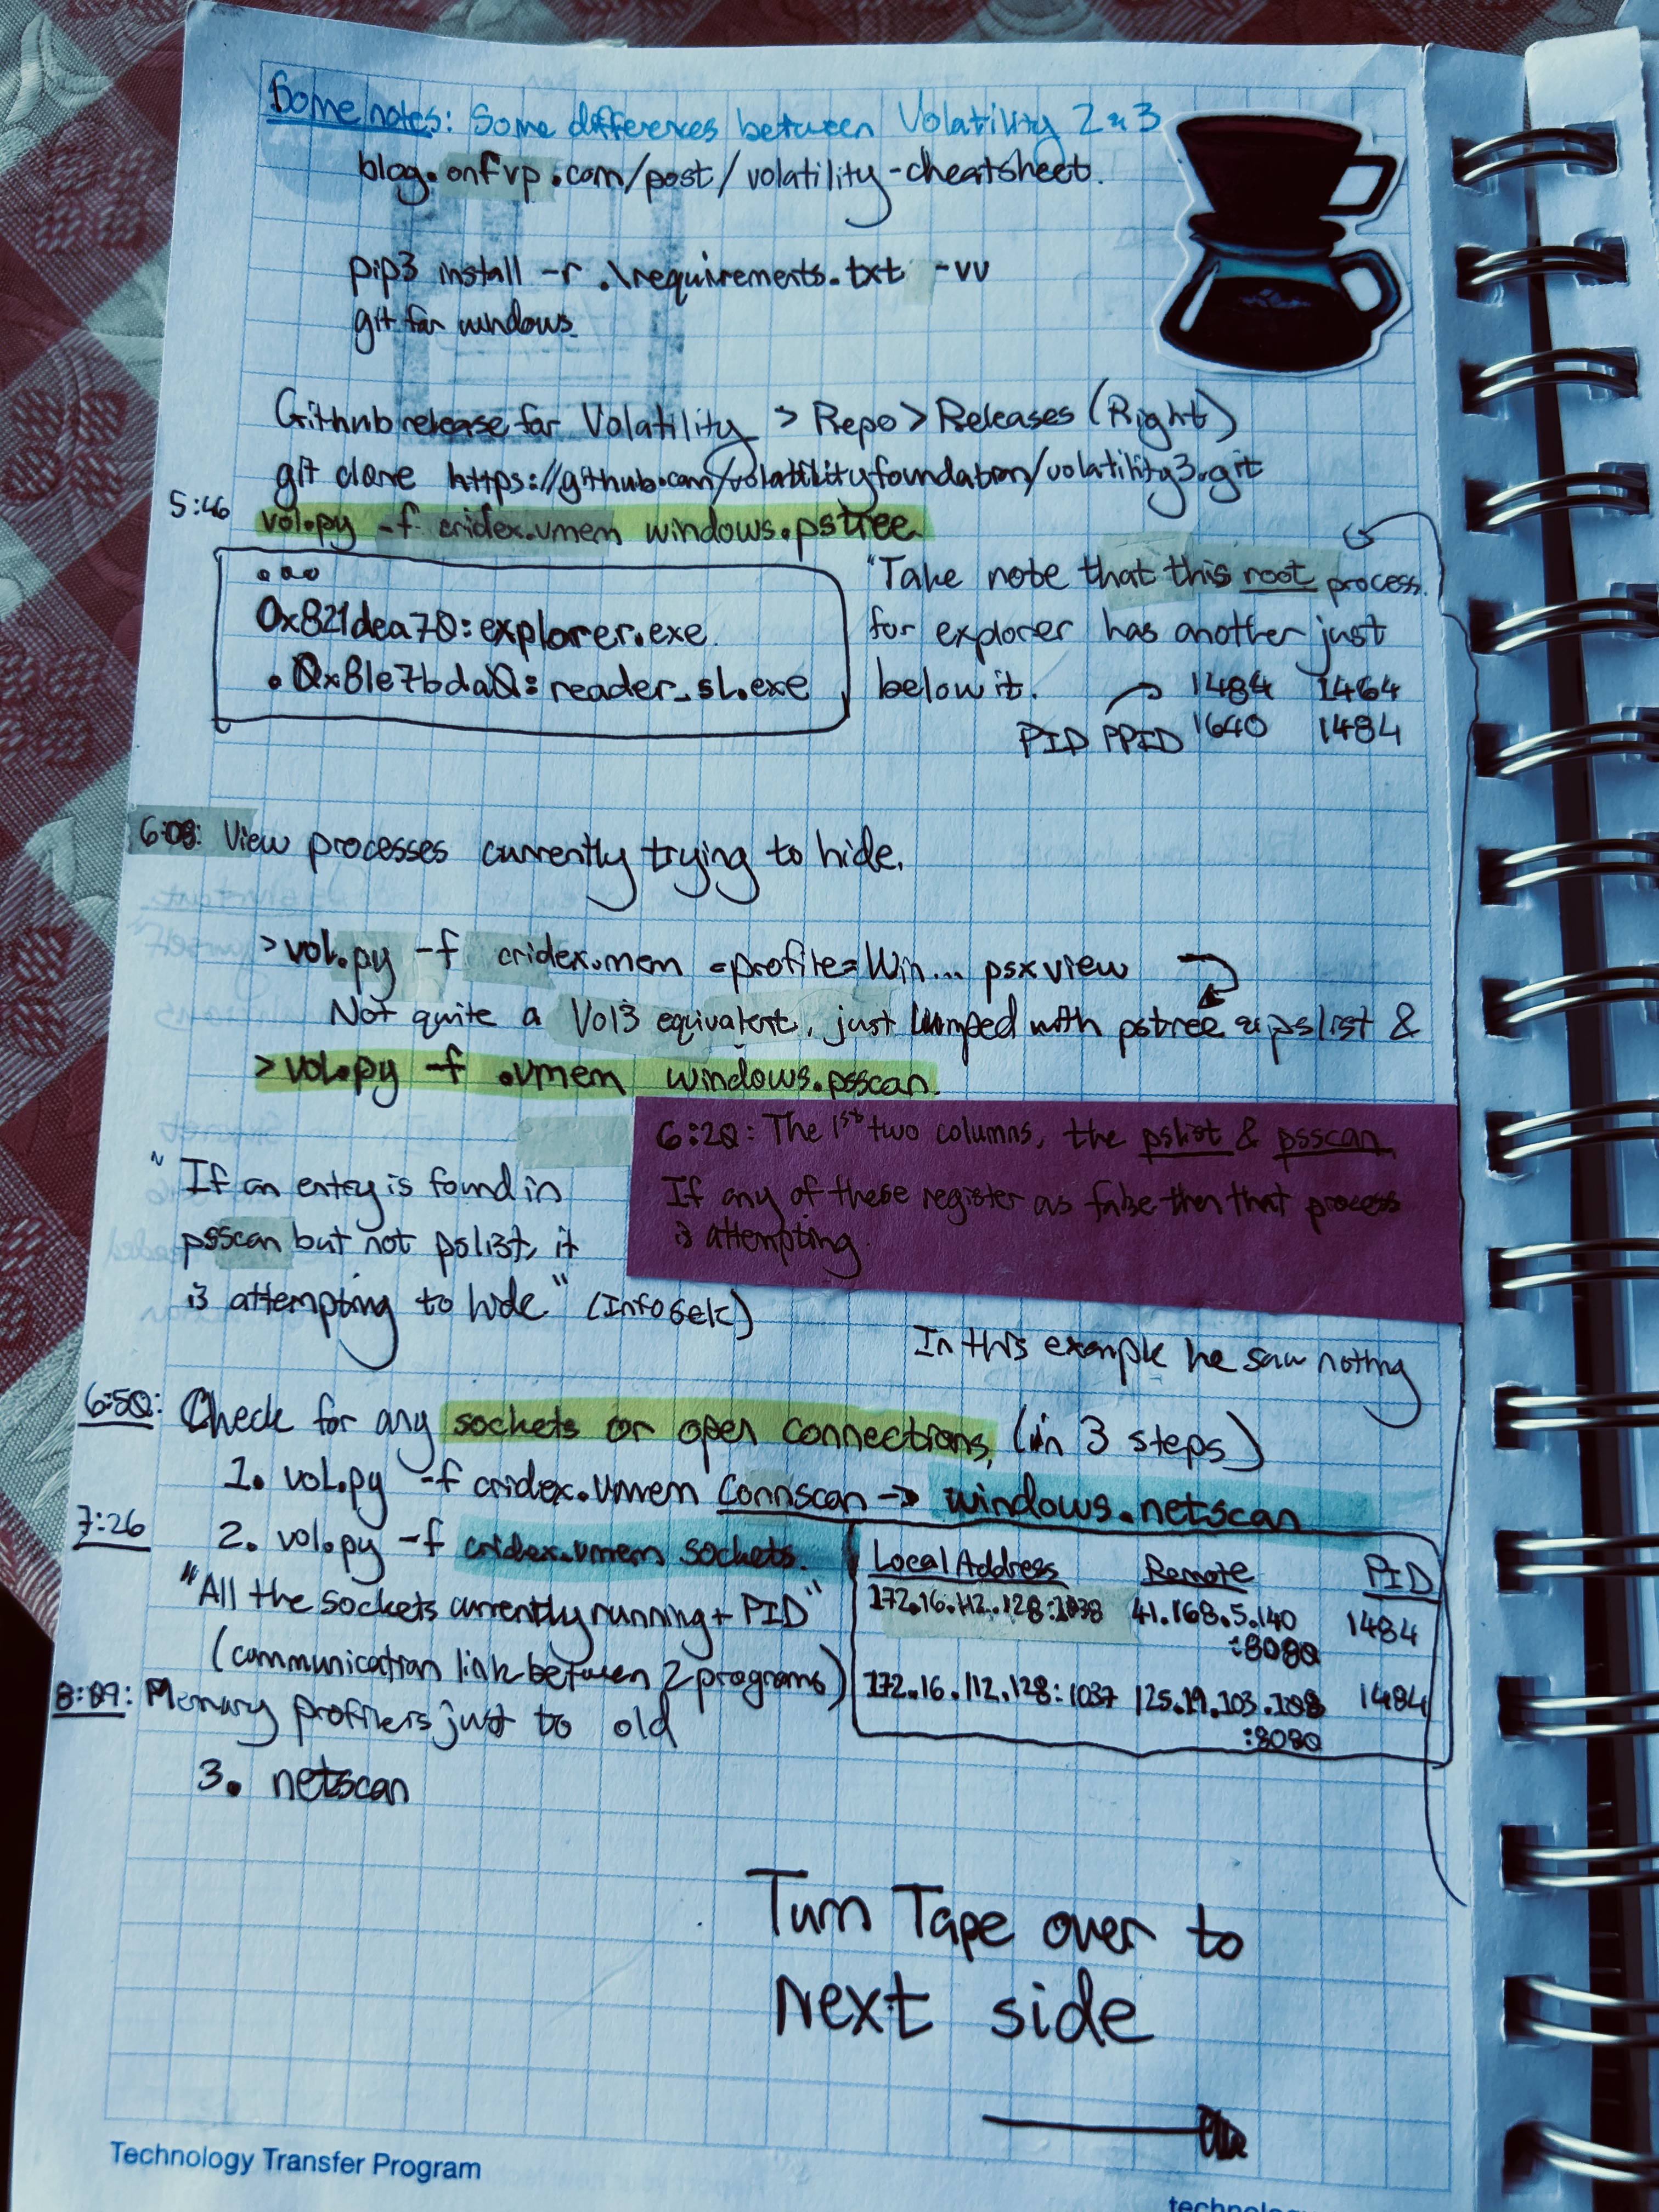 Some notes: Some differences between Volatility 2 & 3
blog.onfvp.com/post/volatility-cheatsheet.
pip3 install -r .\requirements.txt -vv
git for windows
Github release for Volatility > Repo > Releases (Right)
git clone https://github.com/volatilityfoundation/volatility3.git
5:46 vol.py -f cridex.vmem windows.pstree
...
0x821dea70: explorer.exe
. 0x81e7bda0: reader_sl.exe
"Take note that this root process
for explorer has another just
below it. 1484 1464
PID PPID 1640 1484
6:08: View processes currently trying to hide.
>vol.py -f cridex.mem =profile=Win... psxview
Not quite a Vol3 equivalent, just lumped with pstree & pslist &
>vol.py -f .vmem windows.psscan.
6:20: The 1st two columns, the pslist & psscan
If any of these register as false then that process
is attempting
"If an entry is found in
psscan but not pslist, it
is attempting to hide" (Infosek)
In this example he saw nothing
6:50: Check for any sockets or open connections, (in 3 steps)
1. vol.py -f cridex.vmem Connscan -> windows.netscan
7:26 2. vol.py -f cridex.vmem sockets.
"All the sockets currently running + PID"
(communication link between 2 programs)
Local Address Remote PID
172.16.112.128:1038 41.168.5.140 1484
:8080
172.16.112.128:1037 125.19.103.198 1484
:8080
8:09: Memory profilers just to old
3. netscan
Turn Tape over to
Next side
Technology Transfer Program